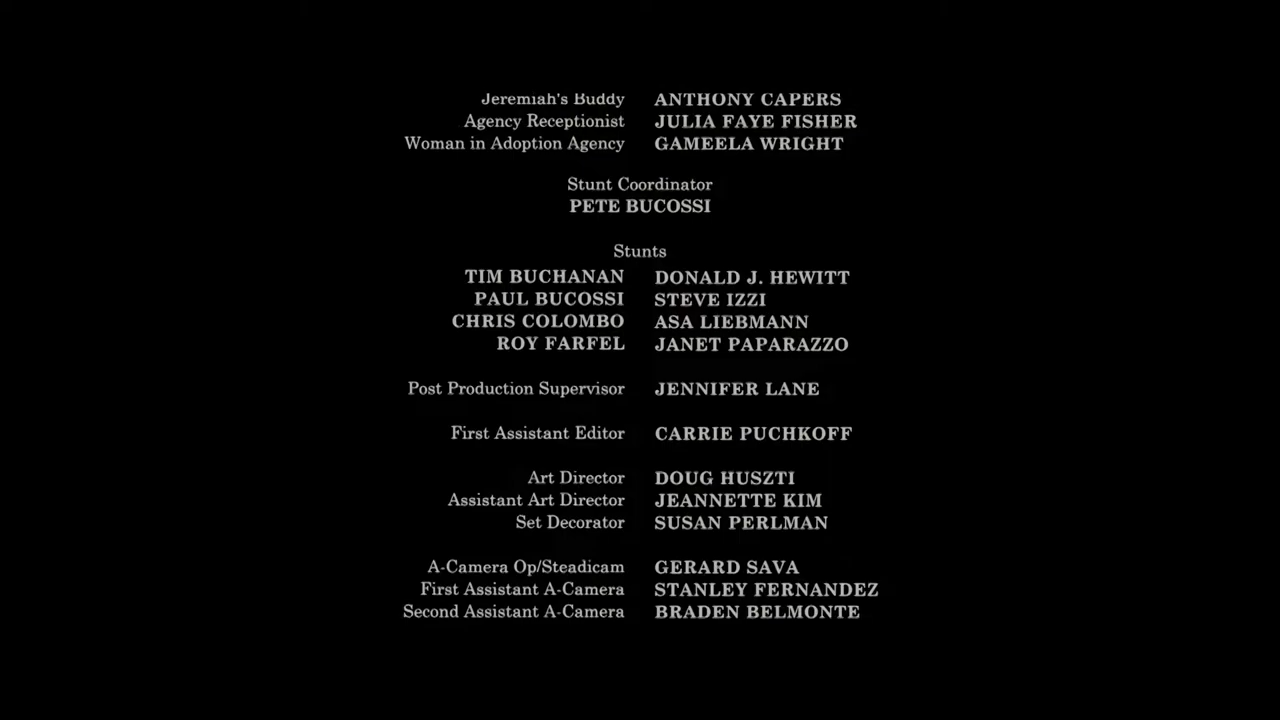 Jeremiah's Buddy ANTHONY CAPERS
Agency Receptionist JULIA FAYE FISHER
Woman in Adoption Agency GAMEELA WRIGHT
Stunt Coordinator
PETE BUCOSSI
Stunts
TIM BUCHANAN DONALD J. HEWITT
PAUL BUCOSSI STEVE IZZI
CHRIS COLOMBO ASA LIEBMANN
ROY FARFEL JANET PAPARAZZO
Post Production Supervisor JENNIFER LANE
First Assistant Editor CARRIE PUCHKOFF
Art Director DOUG HUSZTI
Assistant Art Director JEANNETTE KIM
Set Decorator SUSAN PERLMAN
A-Camera Op/Steadicam GERARD SAVA
First Assistant A-Camera STANLEY FERNANDEZ
Second Assistant A-Camera BRADEN BELMONTE